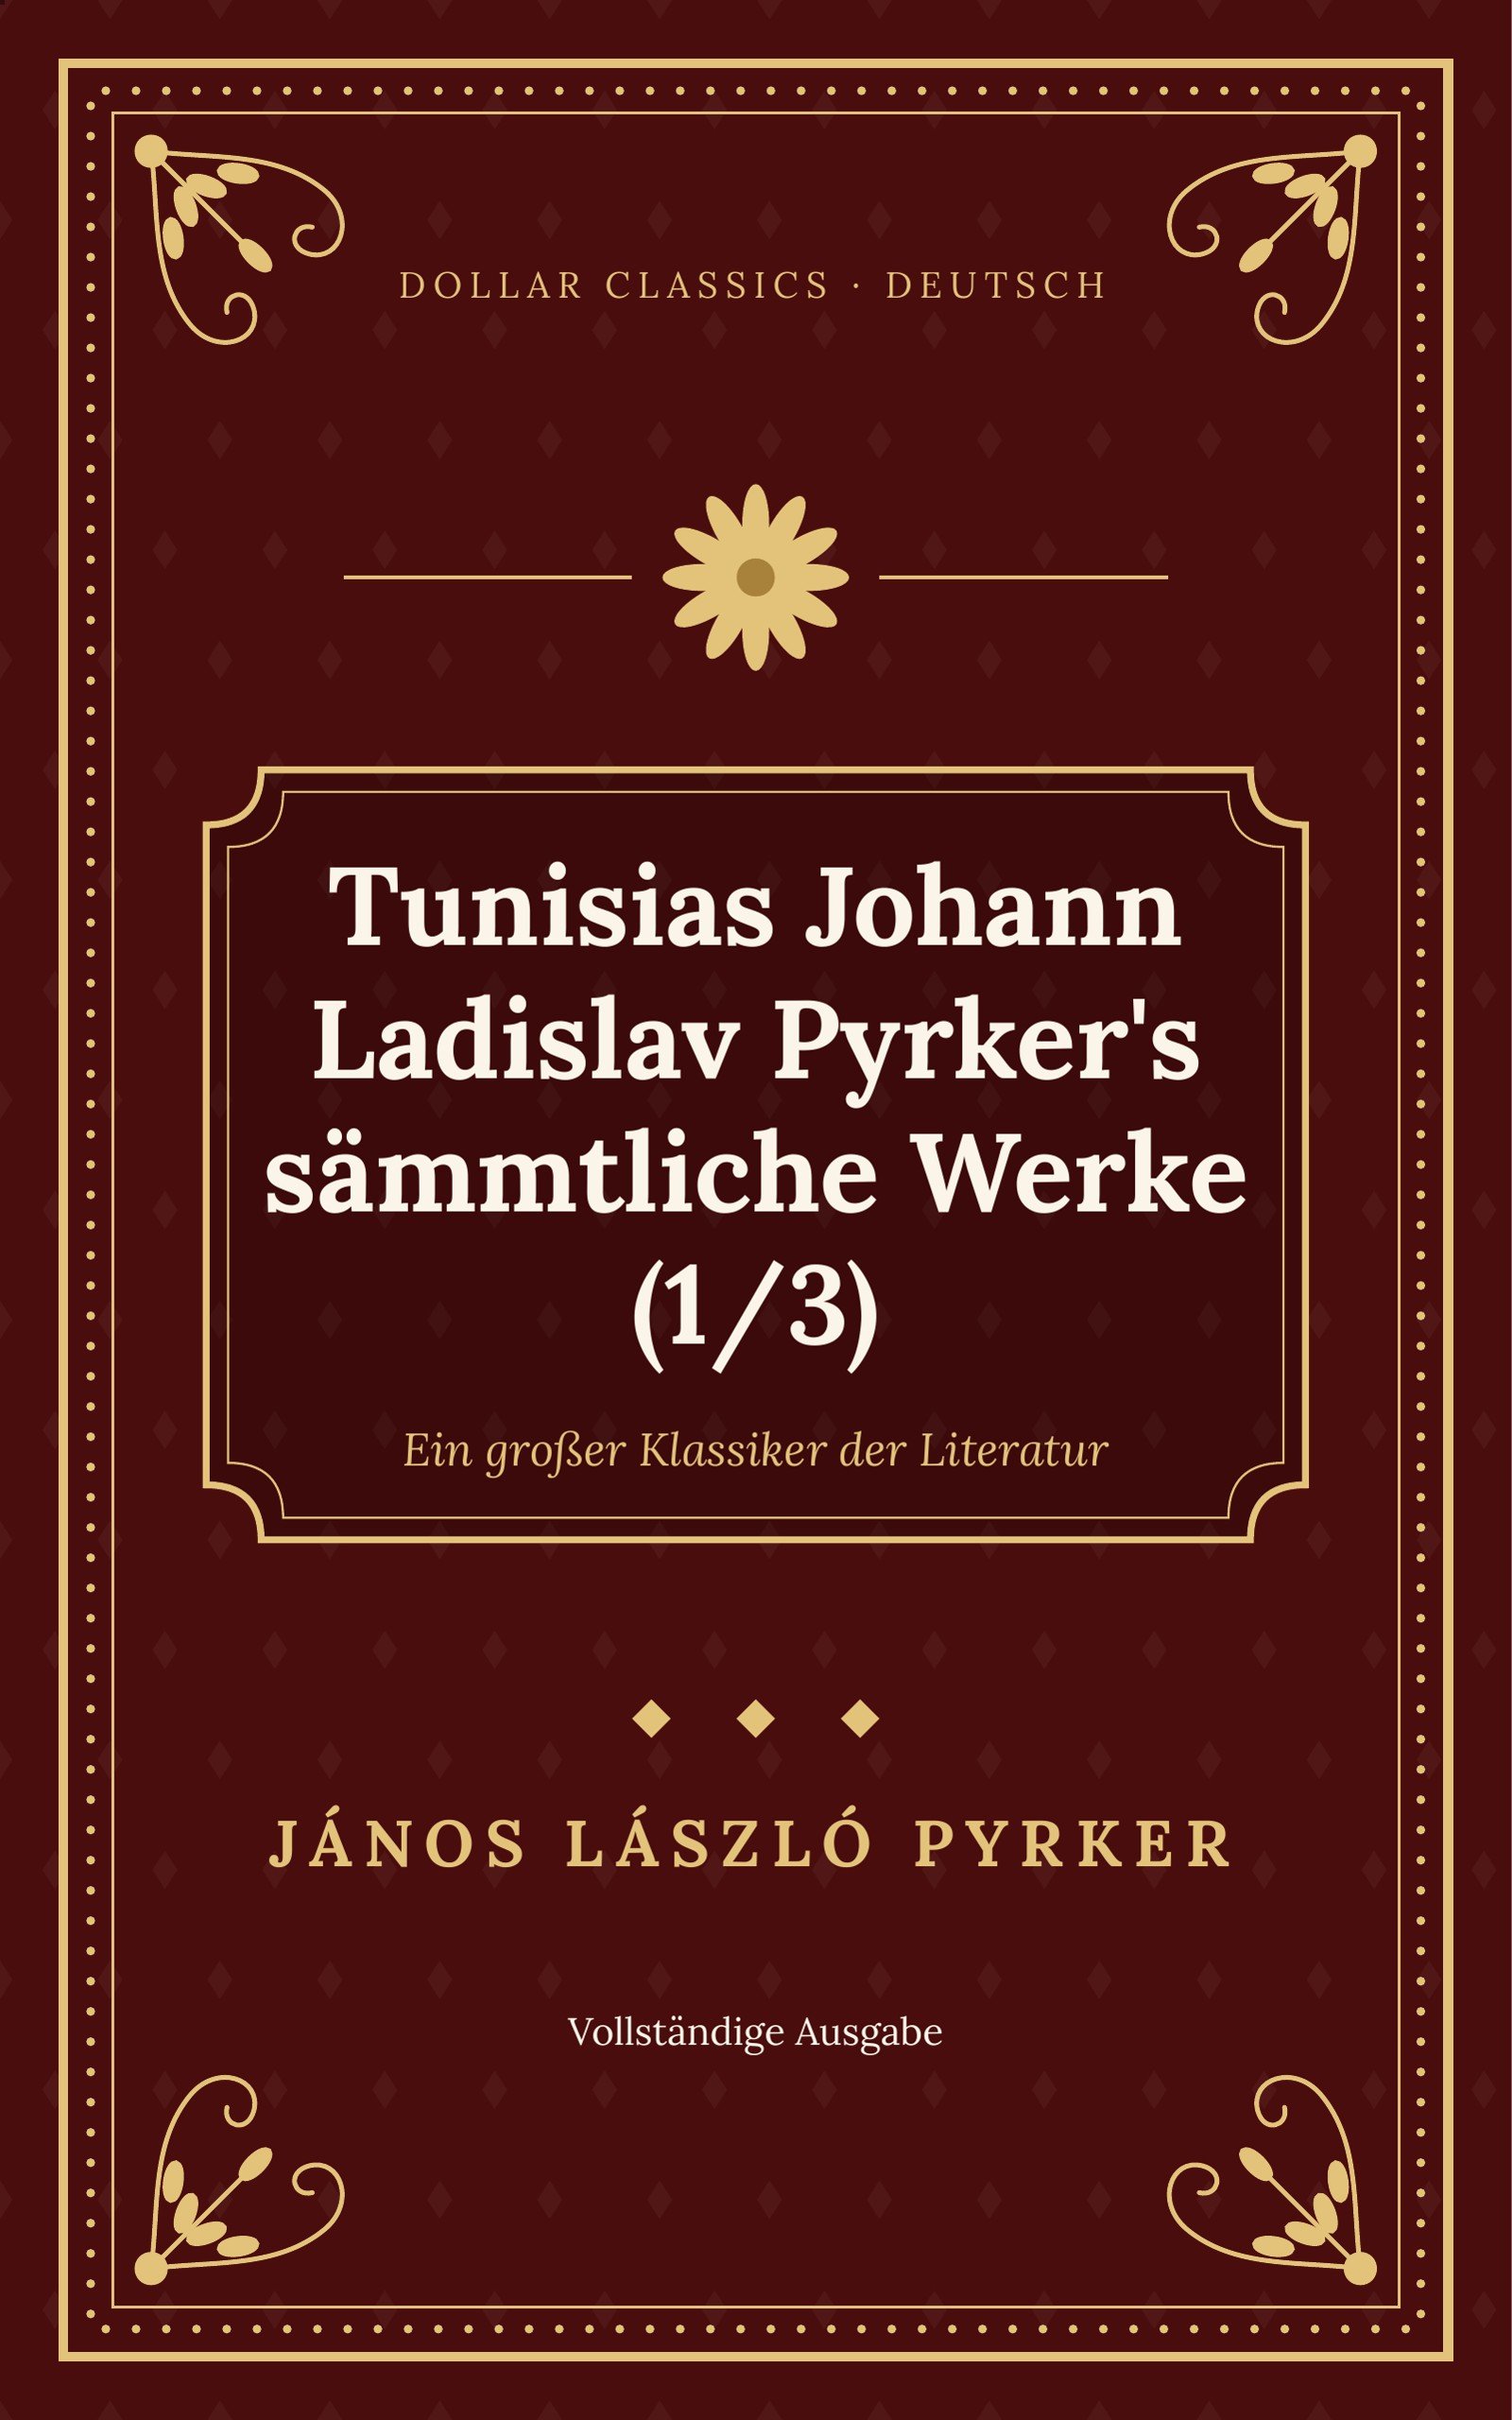 DOLLAR CLASSICS · DEUTSCH
Tunisias Johann
Ladislav Pyrker's
sämmtliche Werke
(1/3)
Ein großer Klassiker der Literatur
JÁNOS LÁSZLÓ PYRKER
Vollständige Ausgabe